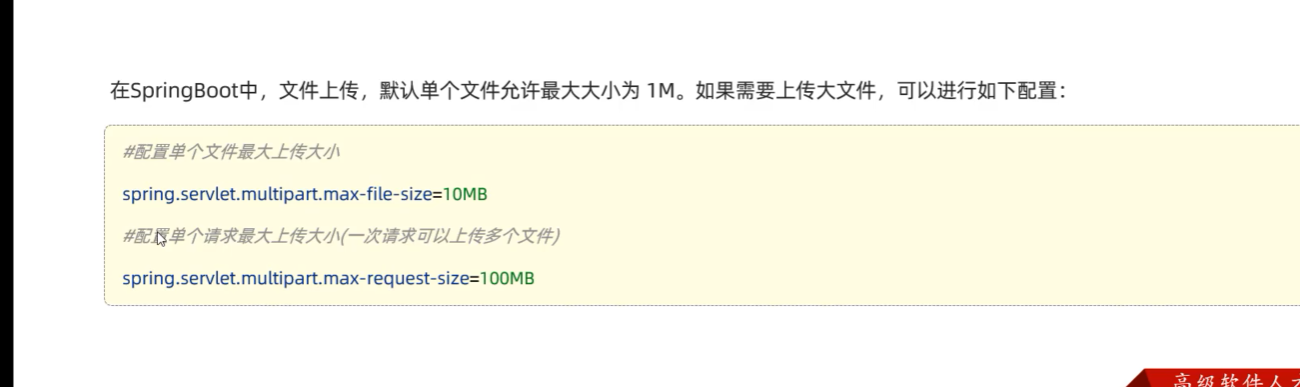 在SpringBoot中，文件上传，默认单个文件允许最大大小为 1M。如果需要上传大文件，可以进行如下配置：
#配置单个文件最大上传大小
spring.servlet.multipart.max-file-size=10MB
#配置单个请求最大上传大小(一次请求可以上传多个文件)
spring.servlet.multipart.max-request-size=100MB
高级软件人